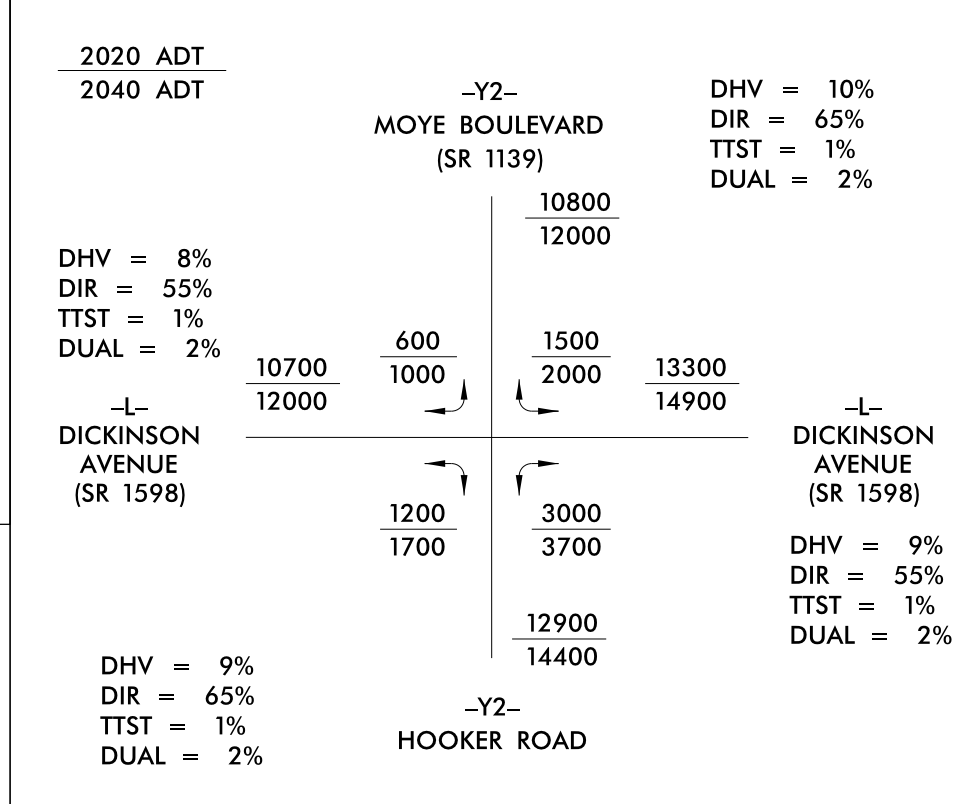 2020 ADT
2040 ADT
–Y2–
MOYE BOULEVARD
(SR 1139)
DHV = 10%
DIR = 65%
TTST = 1%
DUAL = 2%
10800
12000
DHV = 8%
DIR = 55%
TTST = 1%
DUAL = 2%
10700
12000
600
1000
1500
2000
13300
14900
–L–
DICKINSON
AVENUE
(SR 1598)
–L–
DICKINSON
AVENUE
(SR 1598)
1200
1700
3000
3700
DHV = 9%
DIR = 55%
TTST = 1%
DUAL = 2%
12900
14400
DHV = 9%
DIR = 65%
TTST = 1%
DUAL = 2%
–Y2–
HOOKER ROAD